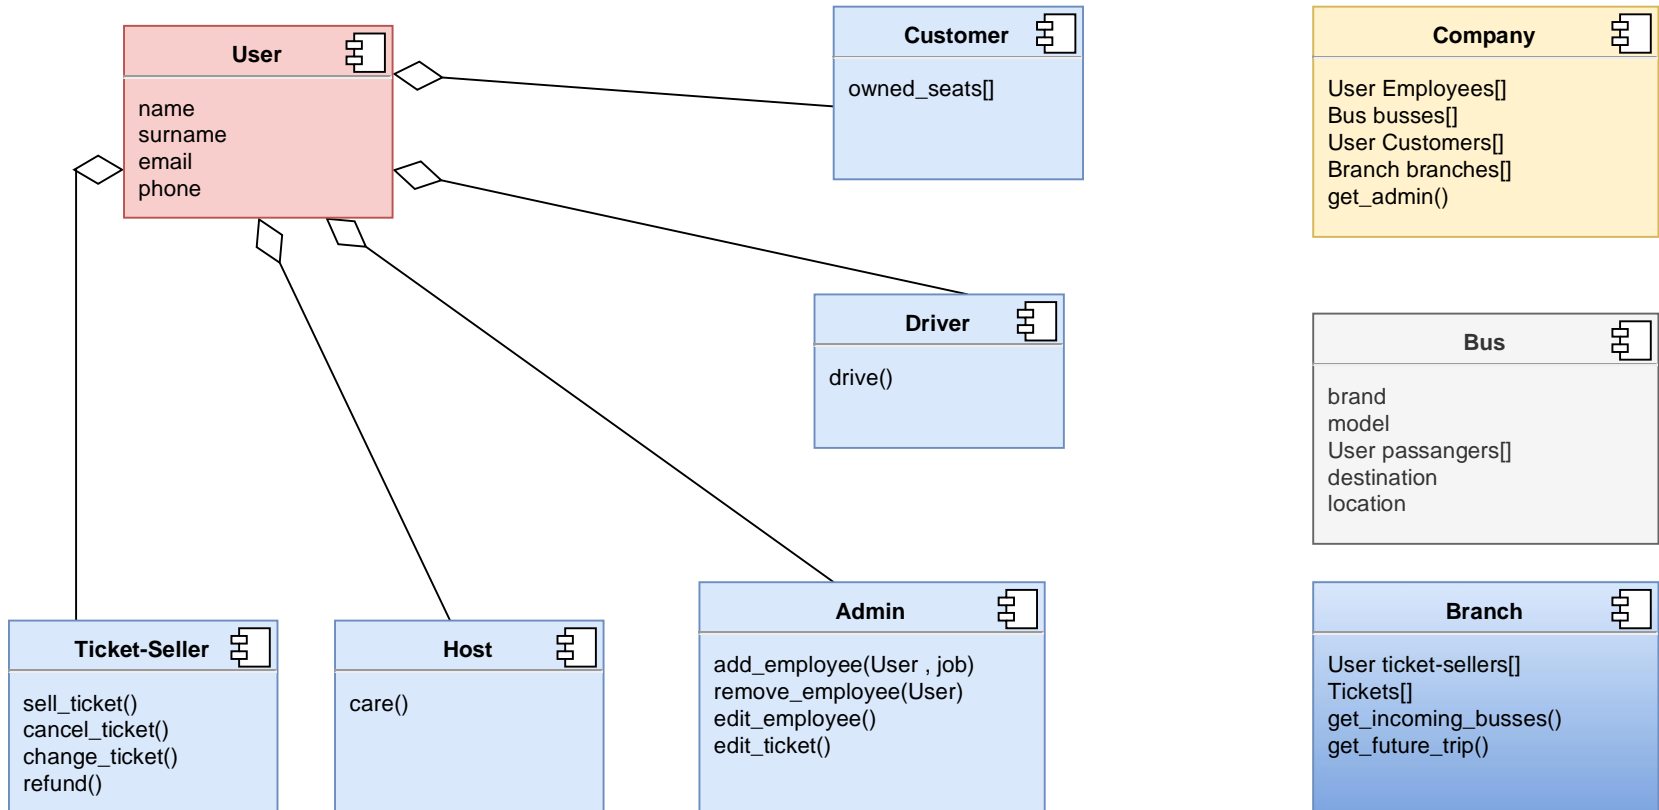 User
name
surname
email
phone
Customer
owned_seats[]
Company
User Employees[]
Bus busses[]
User Customers[]
Branch branches[]
get_admin()
Driver
drive()
Bus
brand
model
User passangers[]
destination
location
Ticket-Seller
sell_ticket()
cancel_ticket()
change_ticket()
refund()
Host
care()
Admin
add_employee(User , job)
remove_employee(User)
edit_employee()
edit_ticket()
Branch
User ticket-sellers[]
Tickets[]
get_incoming_busses()
get_future_trip()